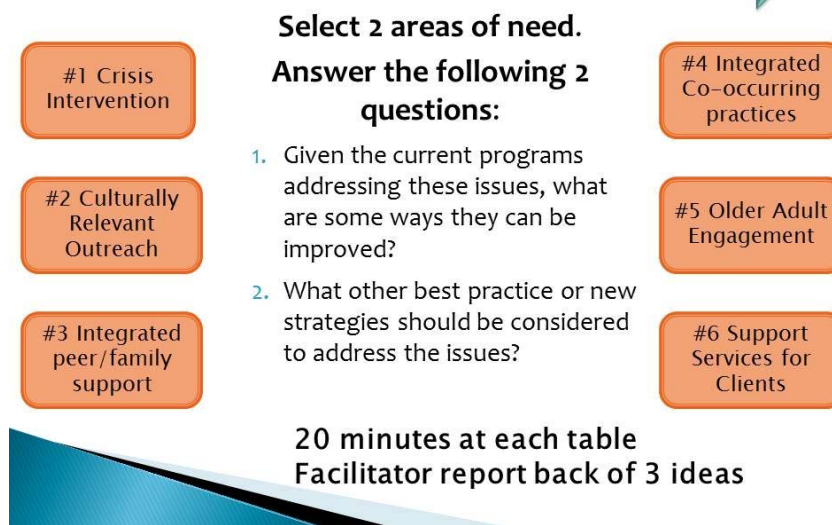 Select 2 areas of need.
Answer the following 2
questions:
#1 Crisis
Intervention
#2 Culturally
Relevant
Outreach
#3 Integrated
peer/family
support
1. Given the current programs
addressing these issues, what
are some ways they can be
improved?
2. What other best practice or new
strategies should be considered
to address the issues?
#4 Integrated
Co-occurring
practices
#5 Older Adult
Engagement
#6 Support
Services for
Clients
20 minutes at each table
Facilitator report back of 3 ideas